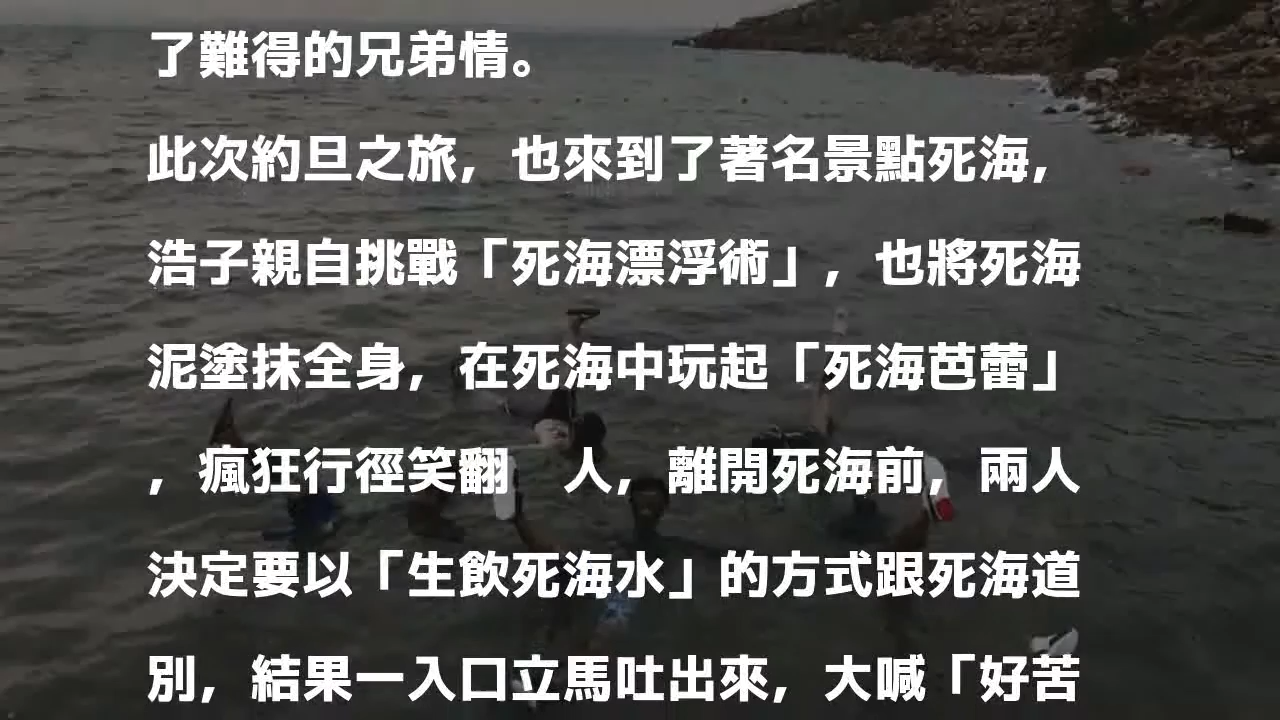 了難得的兄弟情。
此次約旦之旅，也來到了著名景點死海，
浩子親自挑戰「死海漂浮術」，也將死海
泥塗抹全身，在死海中玩起「死海芭蕾」
，瘋狂行徑笑翻　人，離開死海前，兩人
決定要以「生飲死海水」的方式跟死海道
別，結果一入口立馬吐出來，大喊「好苦